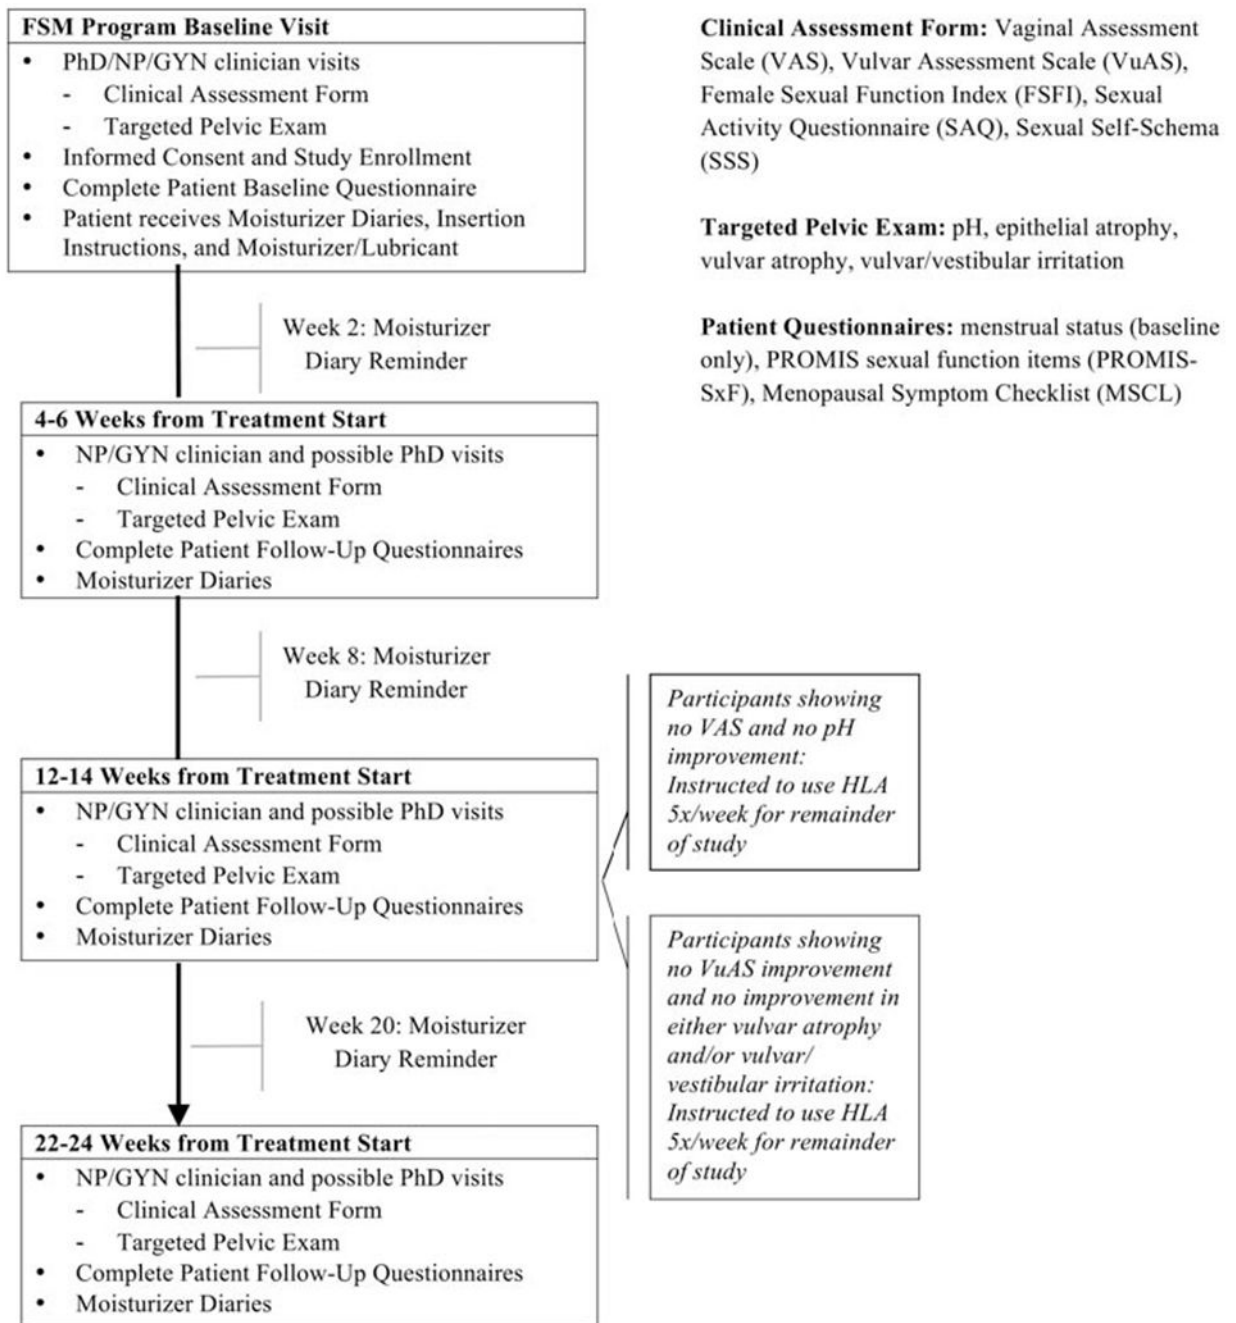 FSM Program Baseline Visit
• PhD/NP/GYN clinician visits
- Clinical Assessment Form
- Targeted Pelvic Exam
• Informed Consent and Study Enrollment
• Complete Patient Baseline Questionnaire
• Patient receives Moisturizer Diaries, Insertion
Instructions, and Moisturizer/Lubricant
Clinical Assessment Form: Vaginal Assessment
Scale (VAS), Vulvar Assessment Scale (VuAS),
Female Sexual Function Index (FSFI), Sexual
Activity Questionnaire (SAQ), Sexual Self-Schema
(SSS)
Targeted Pelvic Exam: pH, epithelial atrophy,
vulvar atrophy, vulvar/vestibular irritation
Patient Questionnaires: menstrual status (baseline
only), PROMIS sexual function items (PROMIS-
SxF), Menopausal Symptom Checklist (MSCL)
Week 2: Moisturizer
Diary Reminder
4-6 Weeks from Treatment Start
• NP/GYN clinician and possible PhD visits
- Clinical Assessment Form
- Targeted Pelvic Exam
• Complete Patient Follow-Up Questionnaires
• Moisturizer Diaries
Week 8: Moisturizer
Diary Reminder
12-14 Weeks from Treatment Start
• NP/GYN clinician and possible PhD visits
- Clinical Assessment Form
- Targeted Pelvic Exam
• Complete Patient Follow-Up Questionnaires
• Moisturizer Diaries
Participants showing
no VAS and no pH
improvement:
Instructed to use HLA
5x/week for remainder
of study
Participants showing
no VuAS improvement
and no improvement in
either vulvar atrophy
and/or vulvar/
vestibular irritation:
Instructed to use HLA
5x/week for remainder
of study
Week 20: Moisturizer
Diary Reminder
22-24 Weeks from Treatment Start
• NP/GYN clinician and possible PhD visits
- Clinical Assessment Form
- Targeted Pelvic Exam
• Complete Patient Follow-Up Questionnaires
• Moisturizer Diaries